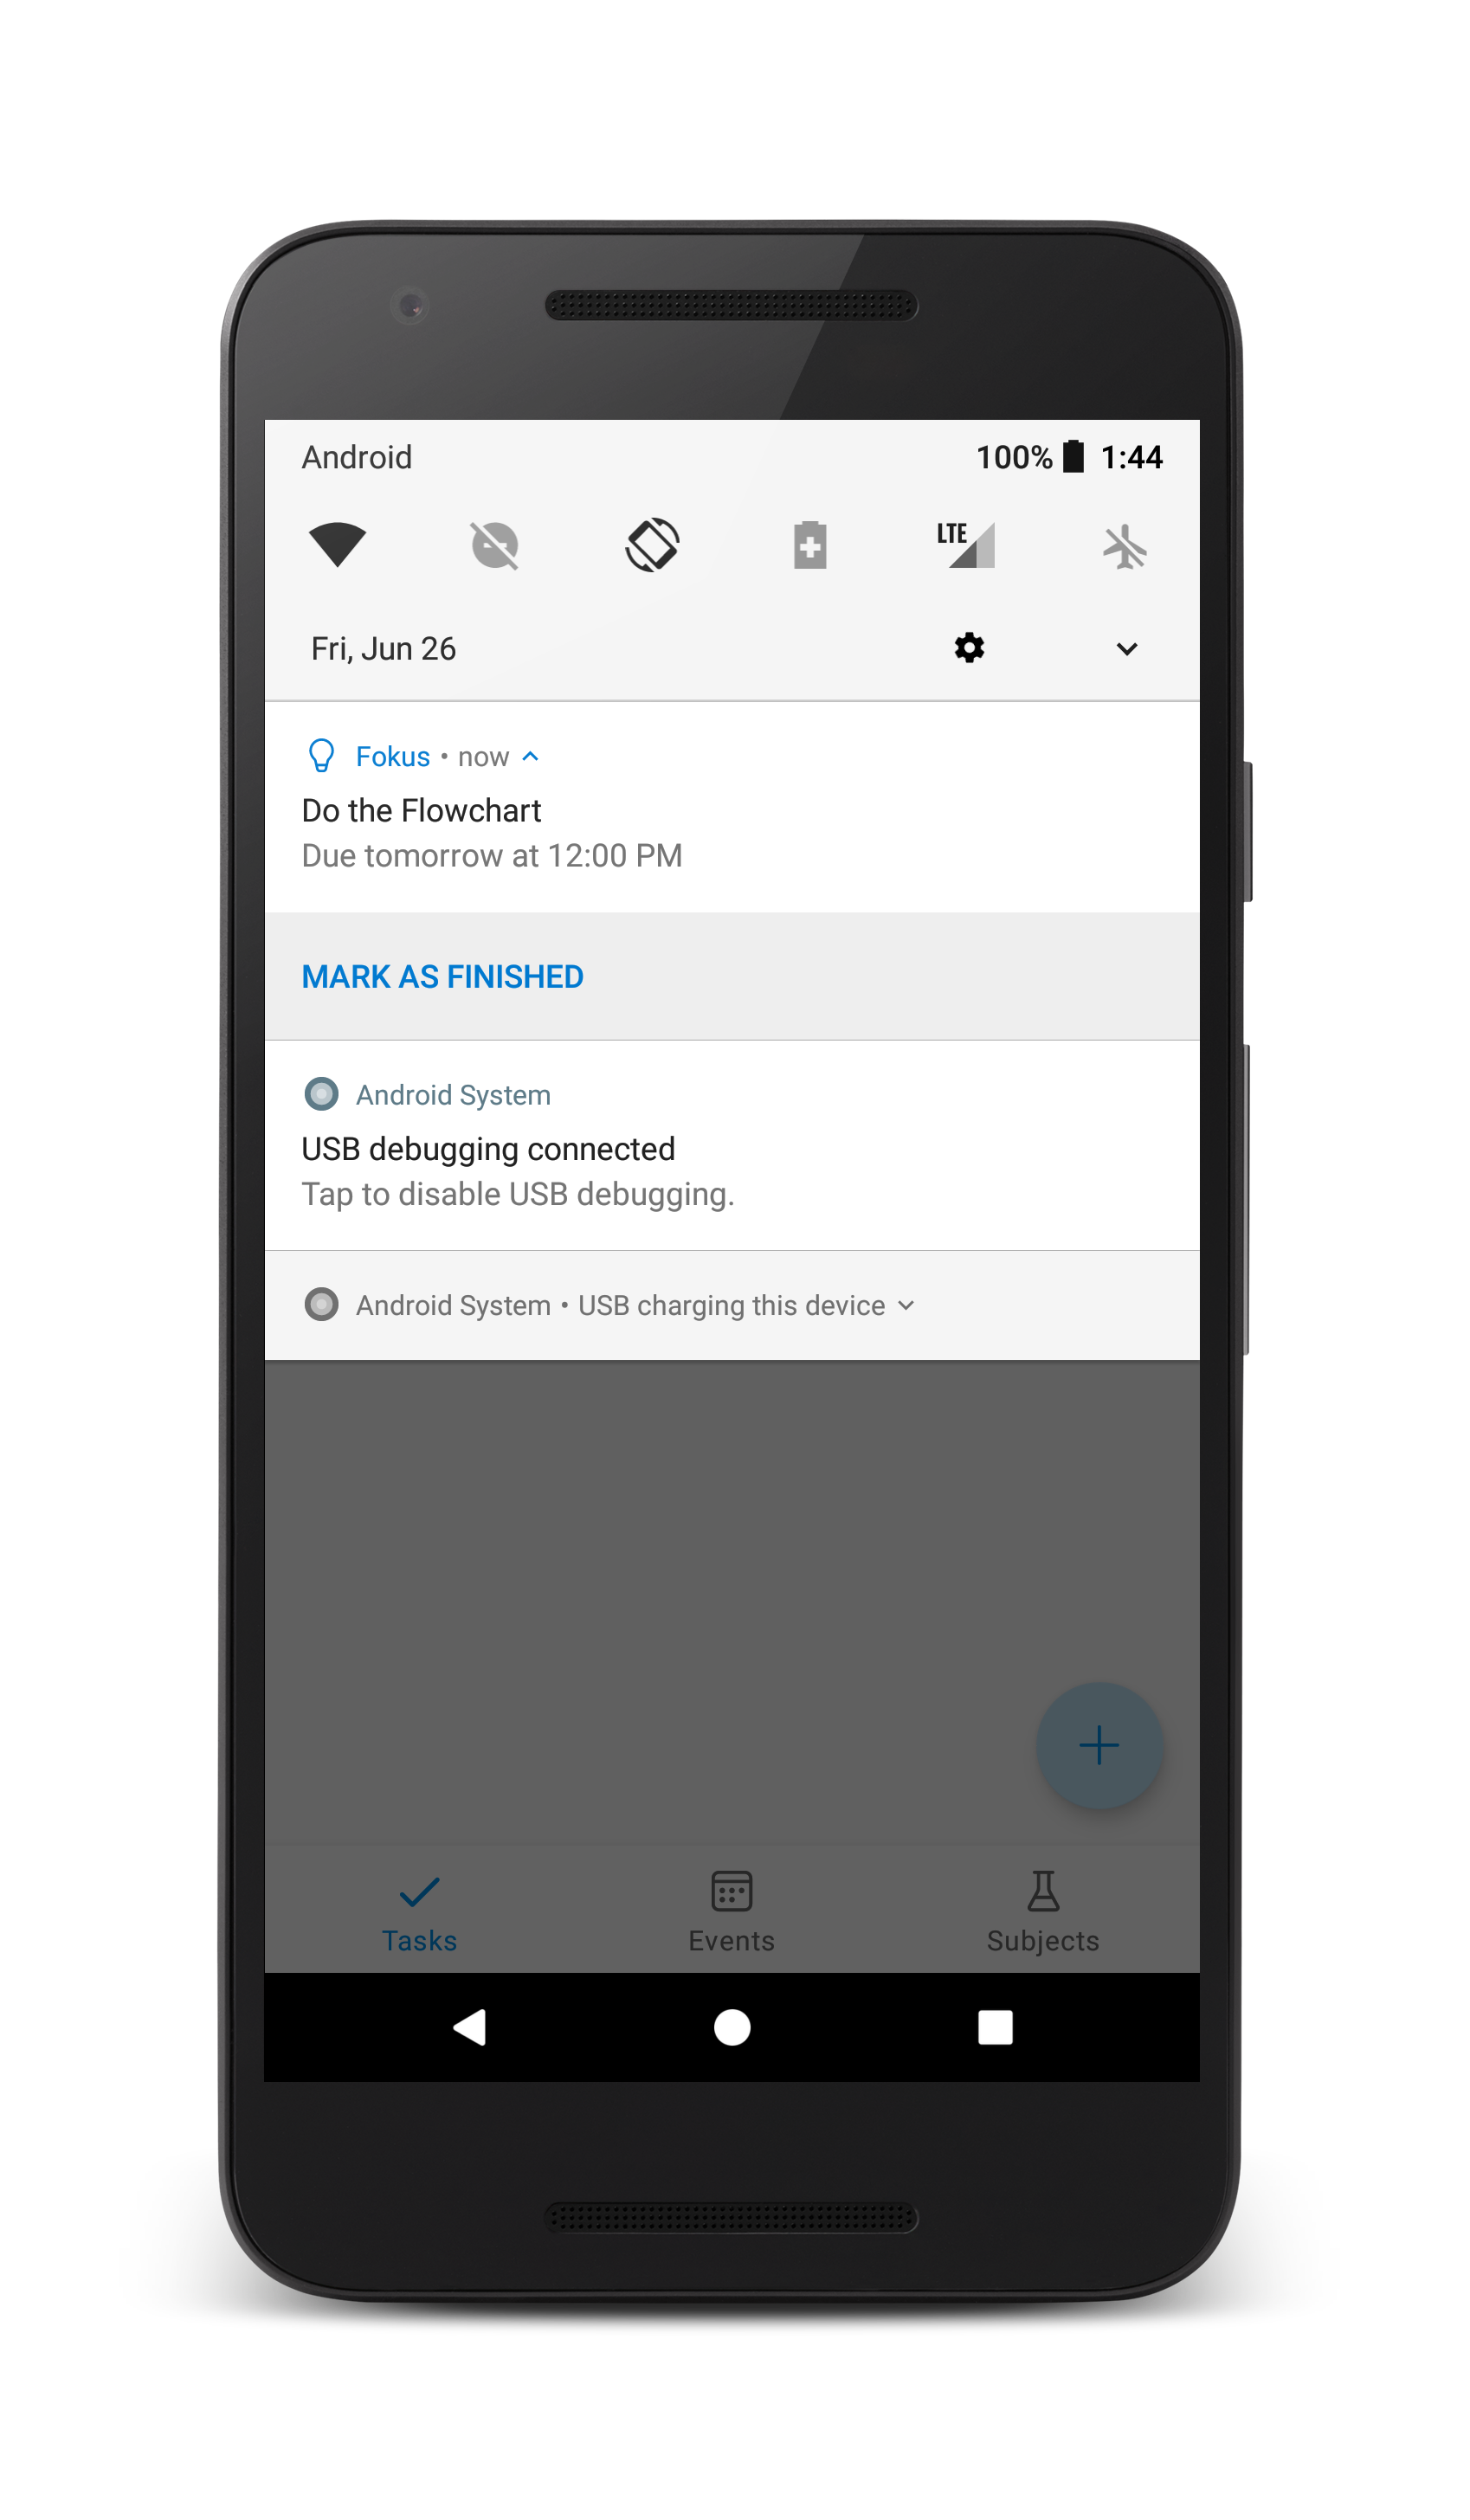 Android 100% 1:44
LTE
Fri, Jun 26
Fokus • now
Do the Flowchart
Due tomorrow at 12:00 PM
MARK AS FINISHED
Android System
USB debugging connected
Tap to disable USB debugging.
Android System • USB charging this device
Tasks Events Subjects